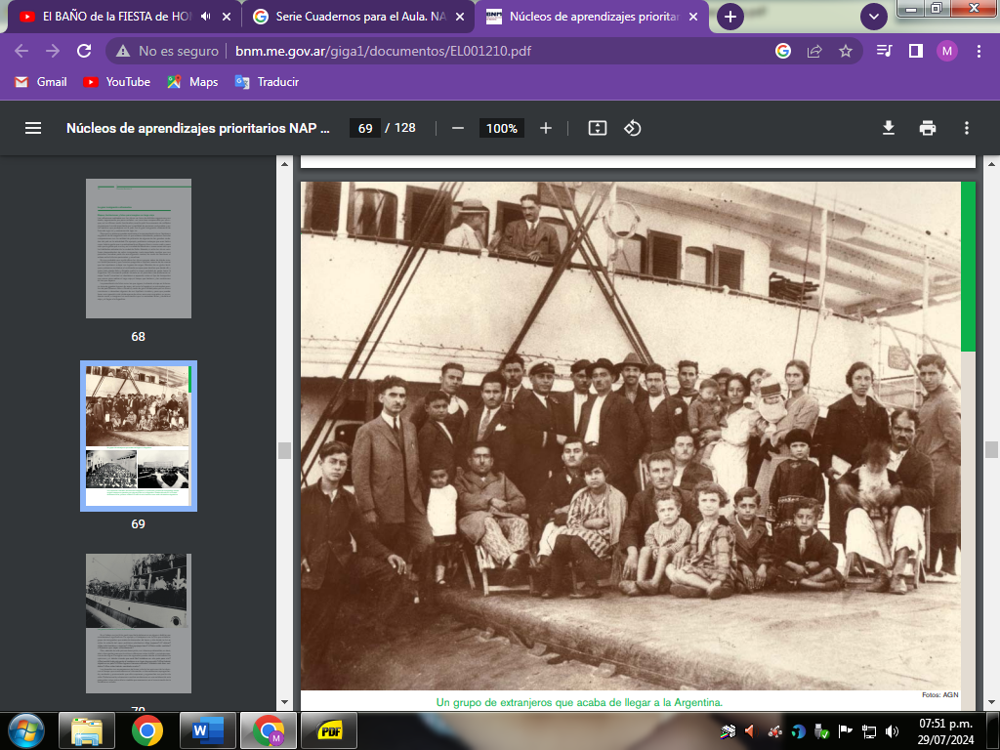 El BAÑO de la FIESTA de HOI
Serie Cuadernos para el Aula. NA
BNM
Núcleos de aprendizajes prioritar
No es seguro
bnm.me.gov.ar/giga1/documentos/EL001210.pdf
M
Gmail
YouTube
Maps
Traducir
Núcleos de aprendizajes prioritarios NAP ...
69 / 128
100%
68
69
70
Fotos: AGN
Un grupo de extranjeros que acaba de llegar a la Argentina.
W
M
PDF
07:51 p.m.
29/07/2024